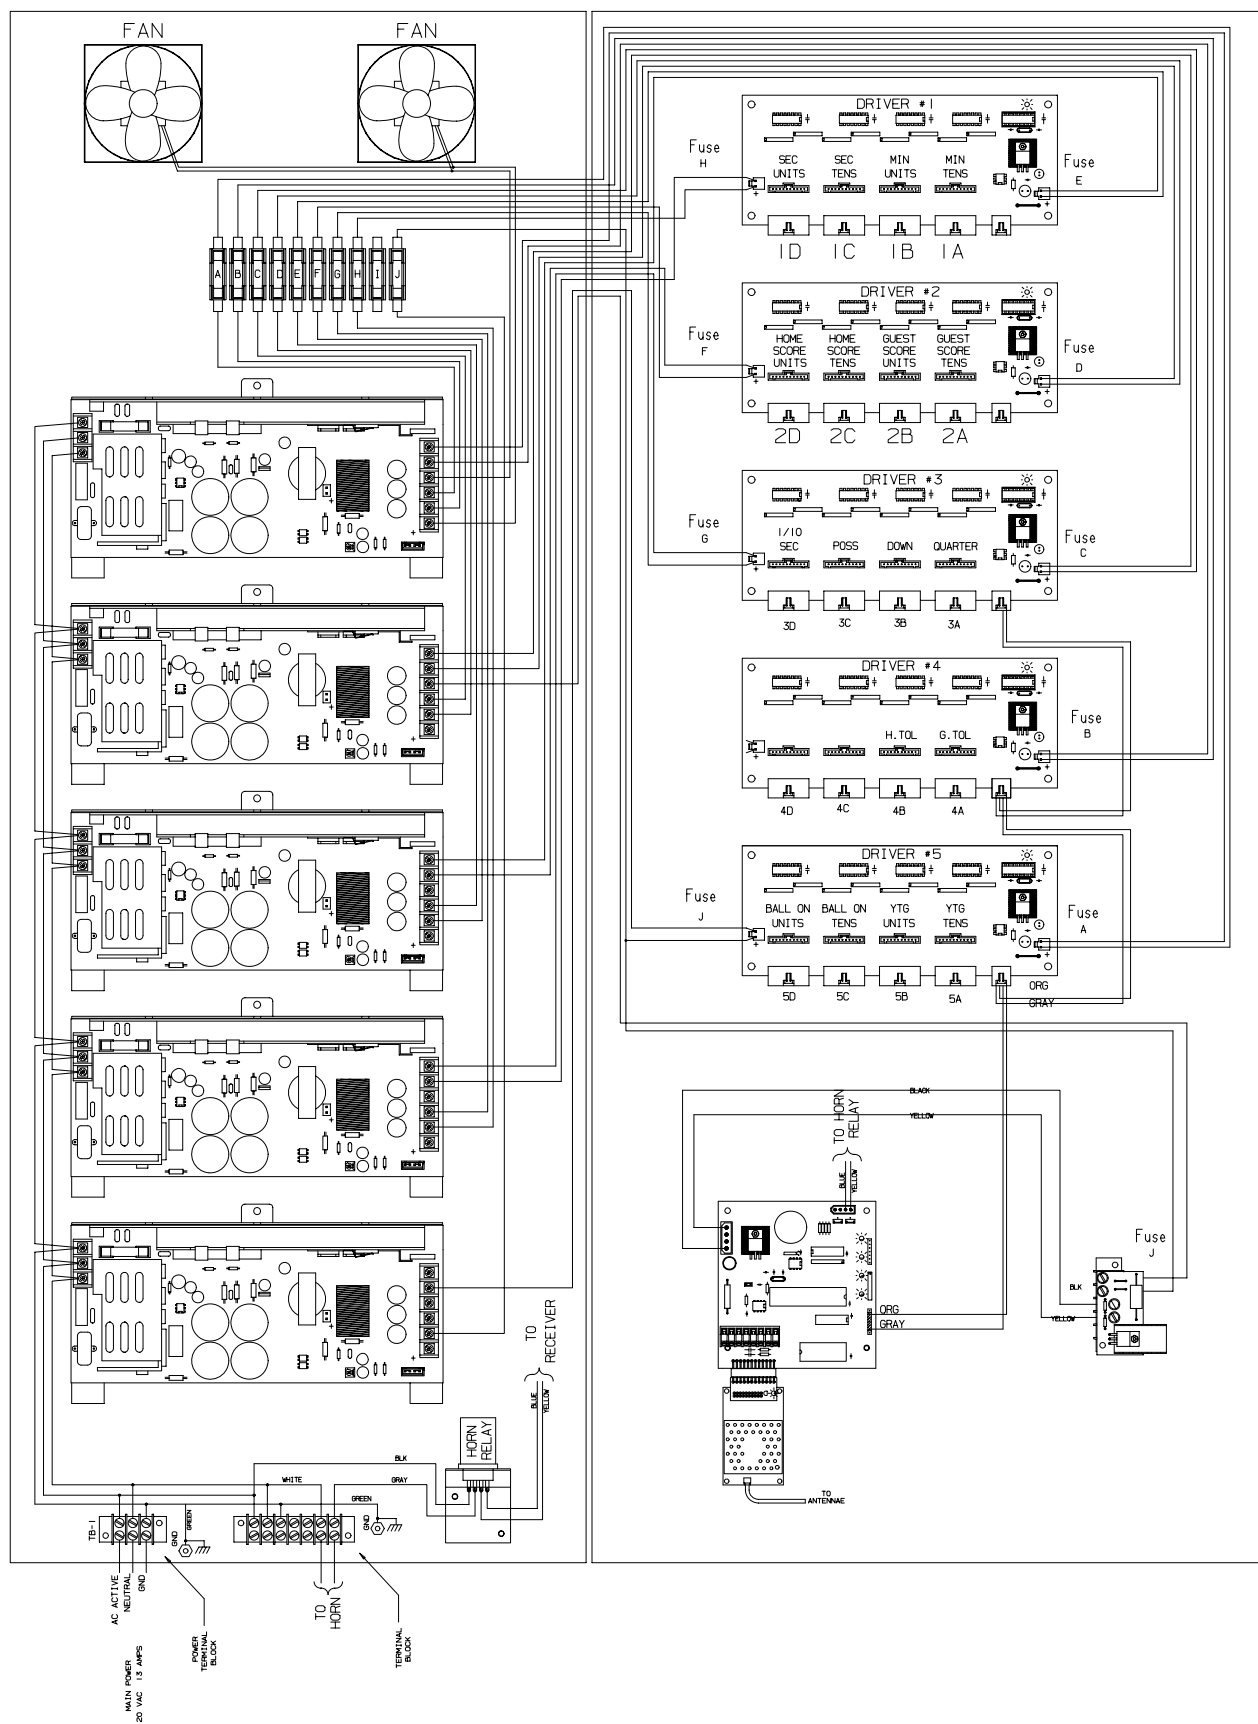 FAN
FAN
A B C D E F G H I J
DRIVER #1
Fuse
H
SEC
UNITS
SEC
TENS
MIN
UNITS
MIN
TENS
Fuse
E
+
+
1D 1C 1B 1A
DRIVER #2
Fuse
F
HOME
SCORE
UNITS
HOME
SCORE
TENS
GUEST
SCORE
UNITS
GUEST
SCORE
TENS
Fuse
D
+
+
2D 2C 2B 2A
DRIVER #3
Fuse
G
1/10
SEC
POSS
DOWN
QUARTER
Fuse
C
+
+
3D 3C 3B 3A
DRIVER #4
H.TOL
G.TOL
Fuse
B
+
+
4D 4C 4B 4A
DRIVER #5
Fuse
J
BALL ON
UNITS
BALL ON
TENS
YTG
UNITS
YTG
TENS
Fuse
A
+
+
5D 5C 5B 5A
ORG
GRAY
BLACK
YELLOW
TO HORN
RELAY
BLUE
YELLOW
ORG
GRAY
Fuse
J
BLK
YELLOW
TO
ANTENNAE
TO
RECEIVER
BLUE
YELLOW
HORN
RELAY
BLK
WHITE
GRAY
GREEN
TB-1
GND
GREEN
GND
AC ACTIVE
NEUTRAL
GND
TO
HORN
POWER
TERMINAL
BLOCK
TERMINAL
BLOCK
MAIN POWER
20 VAC 13 AMPS